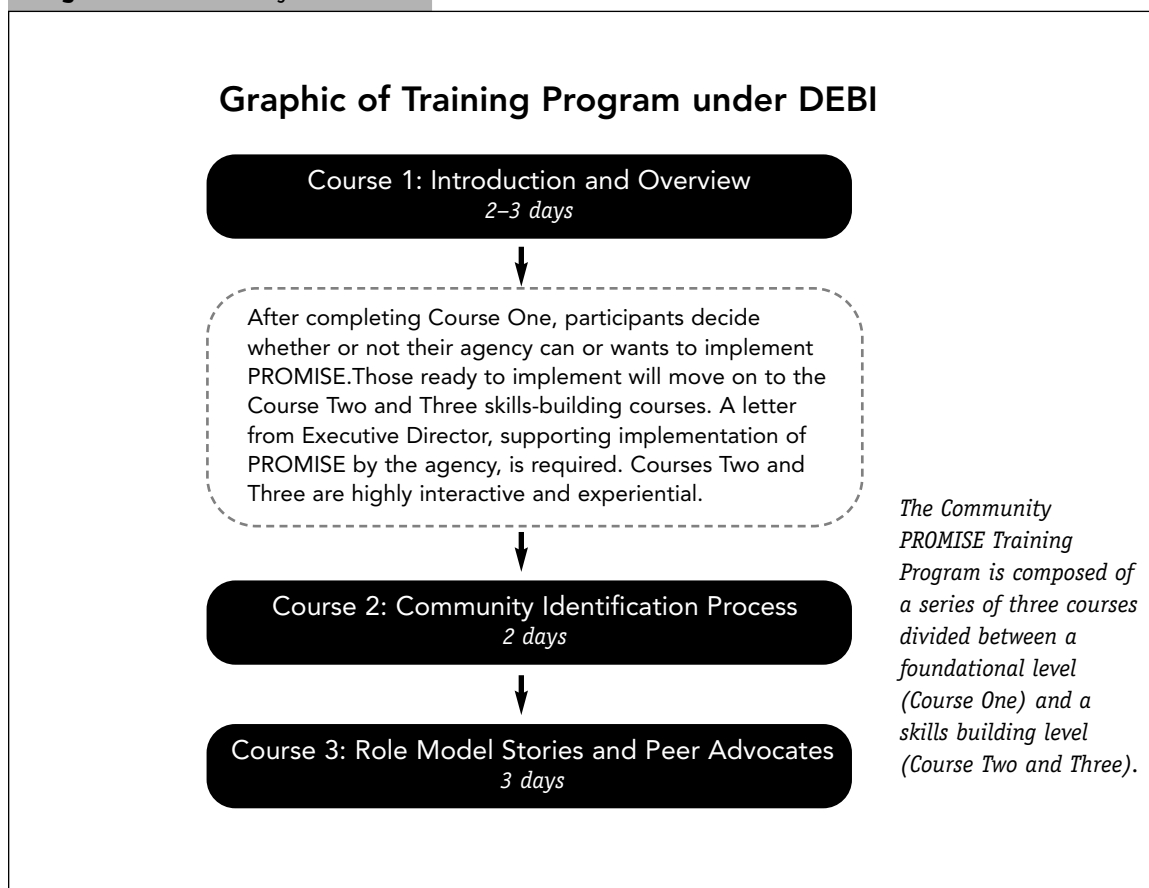 Graphic of Training Program under DEBI
Course 1: Introduction and Overview
2–3 days
After completing Course One, participants decide
whether or not their agency can or wants to implement
PROMISE.Those ready to implement will move on to the
Course Two and Three skills-building courses. A letter
from Executive Director, supporting implementation of
PROMISE by the agency, is required. Courses Two and
Three are highly interactive and experiential.
Course 2: Community Identification Process
2 days
Course 3: Role Model Stories and Peer Advocates
3 days
The Community
PROMISE Training
Program is composed of
a series of three courses
divided between a
foundational level
(Course One) and a
skills building level
(Course Two and Three).